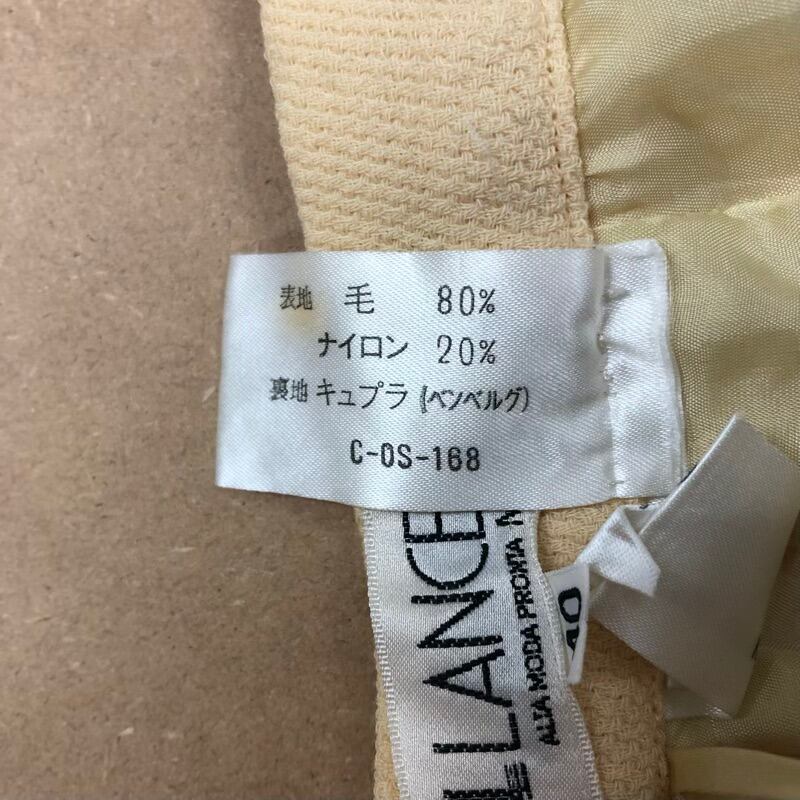 表地 毛 80%
ナイロン 20%
裏地 キュプラ (ベンベルグ)
C-OS-168
LANCE
ALTA MODA PRONTA
40